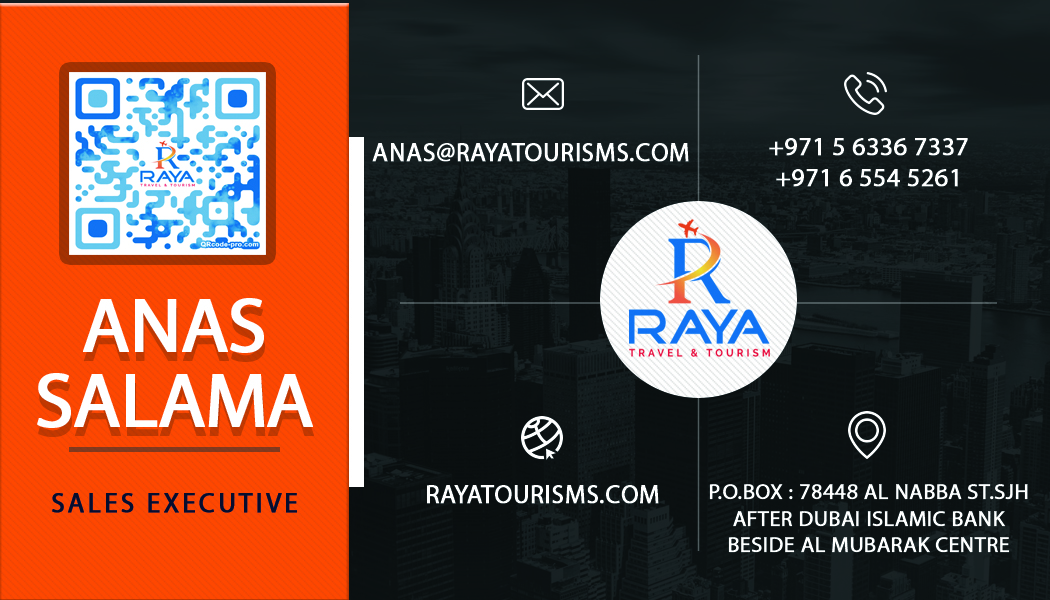 RAYA
TRAVEL & TOURISM
QRcode-pro.com
ANAS
SALAMA
SALES EXECUTIVE
ANAS@RAYATOURISMS.COM
+971 5 6336 7337
+971 6 554 5261
RAYA
TRAVEL & TOURISM
RAYATOURISMS.COM
P.O.BOX : 78448 AL NABBA ST.SJH
AFTER DUBAI ISLAMIC BANK
BESIDE AL MUBARAK CENTRE